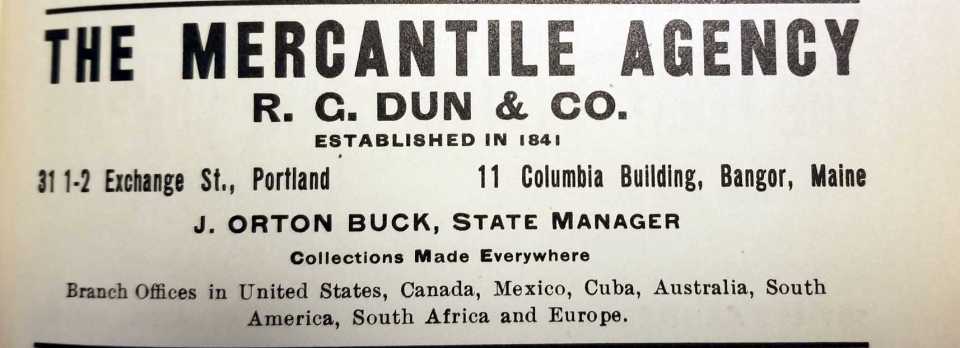 THE MERCANTILE AGENCY
R. G. DUN & CO.
ESTABLISHED IN 1841
31 1-2 Exchange St., Portland 11 Columbia Building, Bangor, Maine
J. ORTON BUCK, STATE MANAGER
Collections Made Everywhere
Branch Offices in United States, Canada, Mexico, Cuba, Australia, South
America, South Africa and Europe.